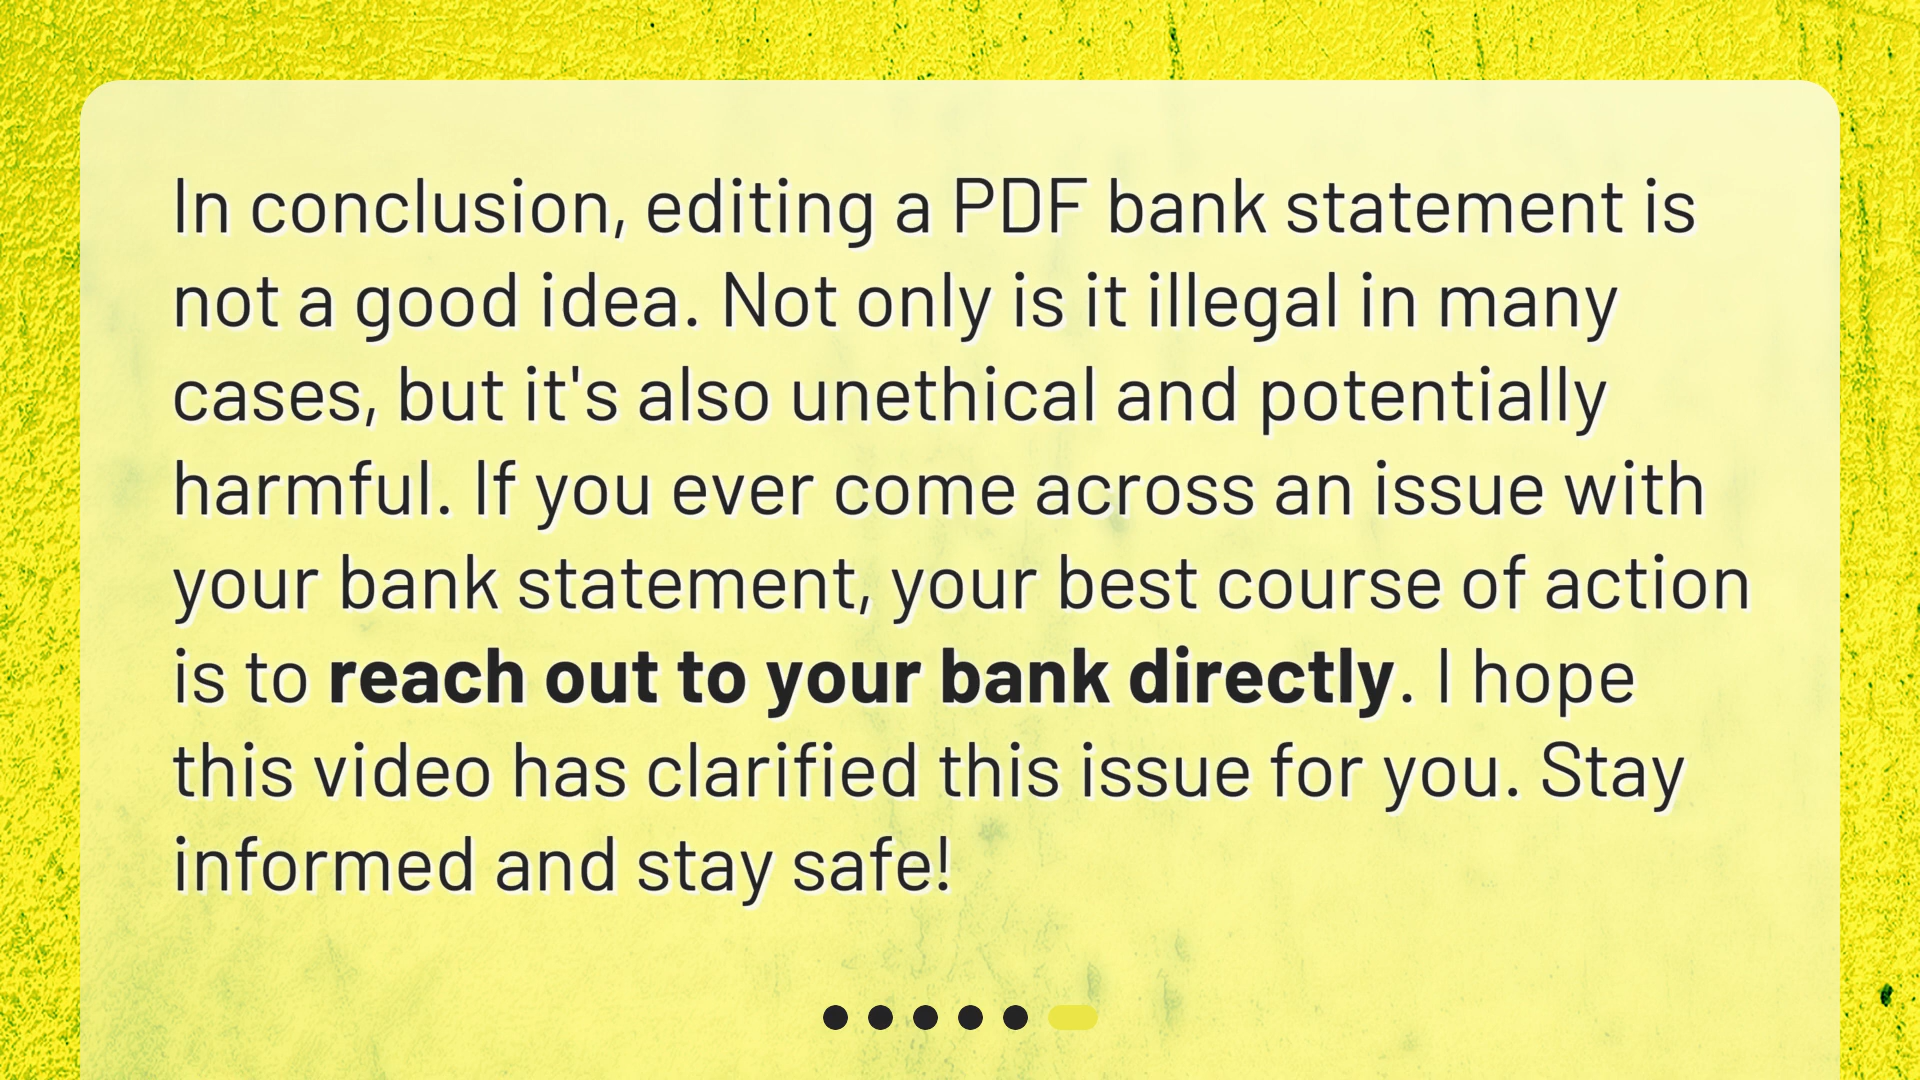 In conclusion, editing a PDF bank statement is
not a good idea. Not only is it illegal in many
cases, but it's also unethical and potentially
harmful. If you ever come across an issue with
your bank statement, your best course of action
is to reach out to your bank directly. I hope
this video has clarified this issue for you. Stay
informed and stay safe!